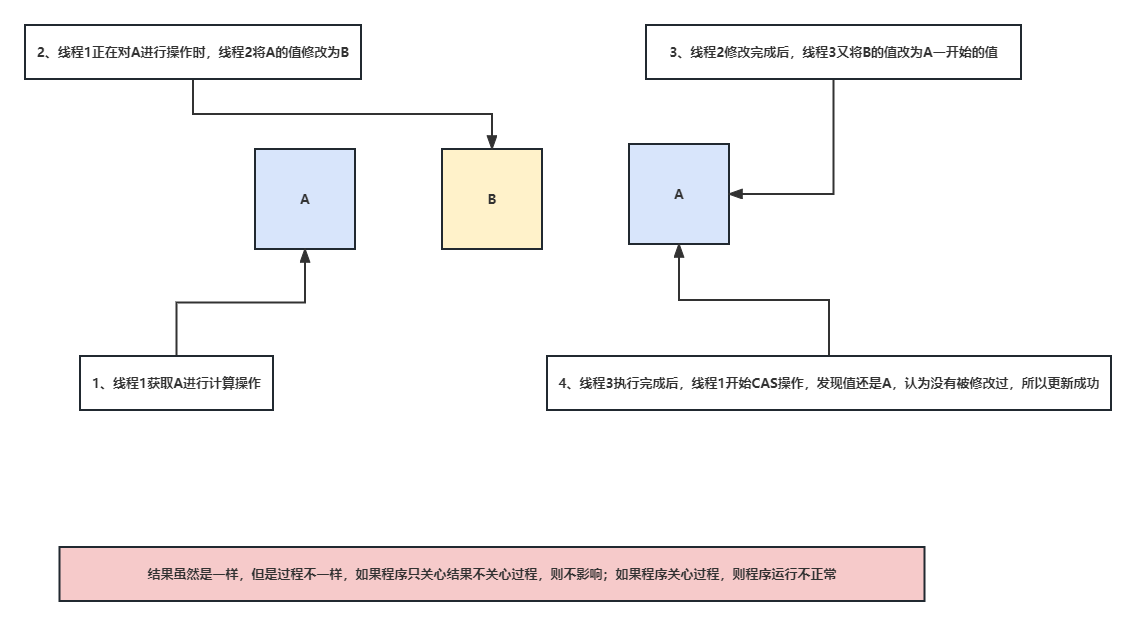 2、线程1正在对A进行操作时，线程2将A的值修改为B
3、线程2修改完成后，线程3又将B的值改为A一开始的值
A
B
A
1、线程1获取A进行计算操作
4、线程3执行完成后，线程1开始CAS操作，发现值还是A，认为没有被修改过，所以更新成功
结果虽然是一样，但是过程不一样，如果程序只关心结果不关心过程，则不影响；如果程序关心过程，则程序运行不正常